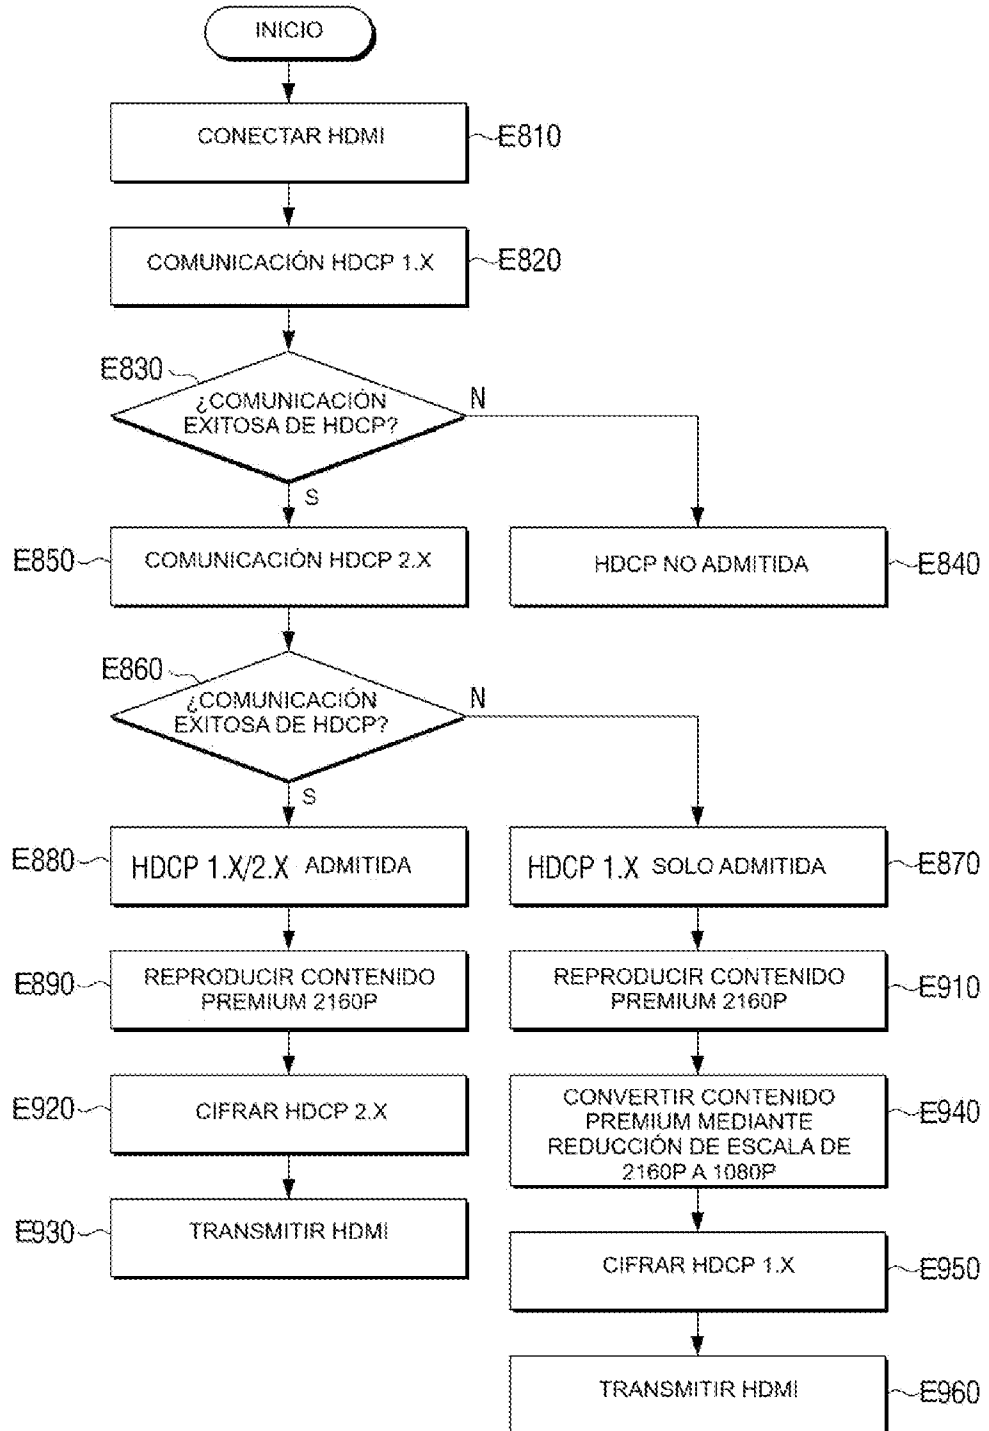 INICIO
CONECTAR HDMI
E810
COMUNICACIÓN HDCP 1.X
E820
E830
¿COMUNICACIÓN
EXITOSA DE HDCP?
N
S
E850
COMUNICACIÓN HDCP 2.X
HDCP NO ADMITIDA
E840
E860
¿COMUNICACIÓN
EXITOSA DE HDCP?
N
S
E880
HDCP 1.X/2.X ADMITIDA
HDCP 1.X SOLO ADMITIDA
E870
E890
REPRODUCIR CONTENIDO
PREMIUM 2160P
REPRODUCIR CONTENIDO
PREMIUM 2160P
E910
E920
CIFRAR HDCP 2.X
CONVERTIR CONTENIDO
PREMIUM MEDIANTE
REDUCCIÓN DE ESCALA DE
2160P A 1080P
E940
E930
TRANSMITIR HDMI
CIFRAR HDCP 1.X
E950
TRANSMITIR HDMI
E960